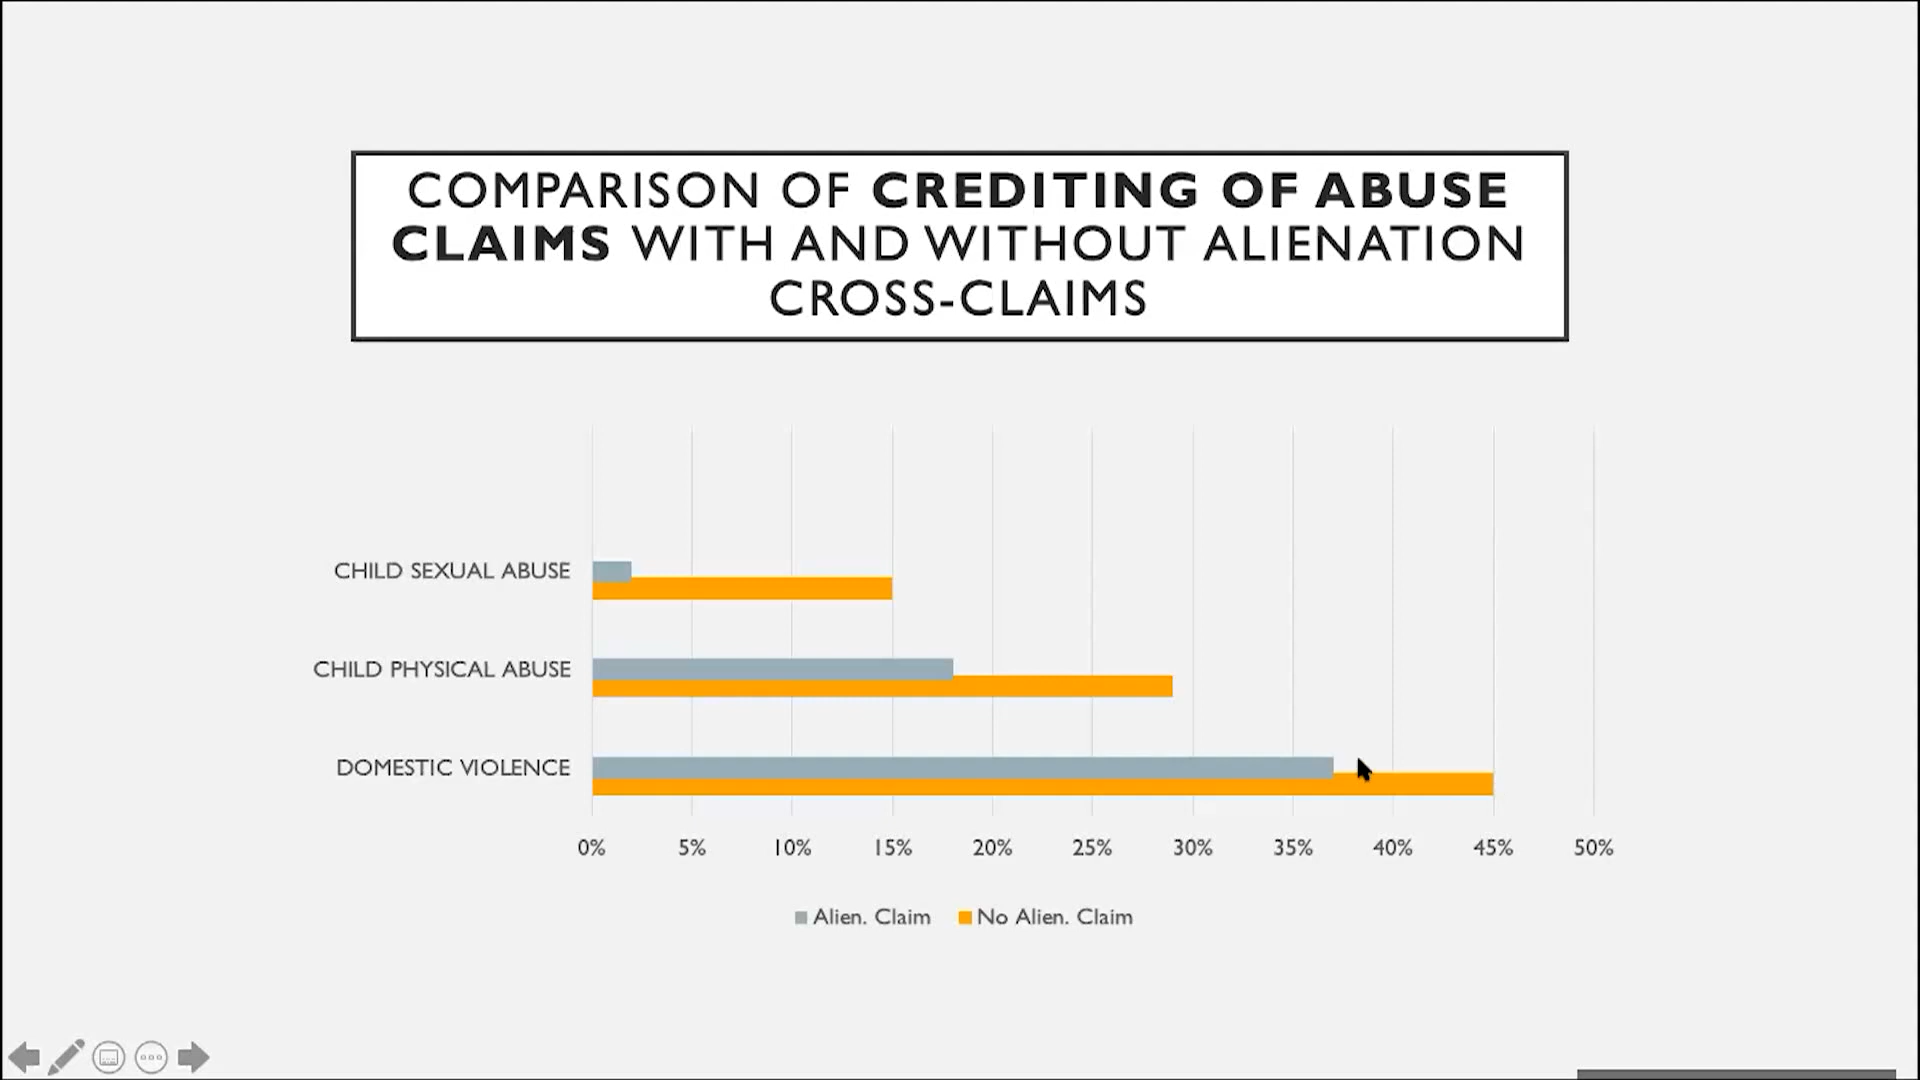 COMPARISON OF CREDITING OF ABUSE
CLAIMS WITH AND WITHOUT ALIENATION
CROSS-CLAIMS
CHILD SEXUAL ABUSE
CHILD PHYSICAL ABUSE
DOMESTIC VIOLENCE
0% 5% 10% 15% 20% 25% 30% 35% 40% 45% 50%
Alien. Claim No Alien. Claim